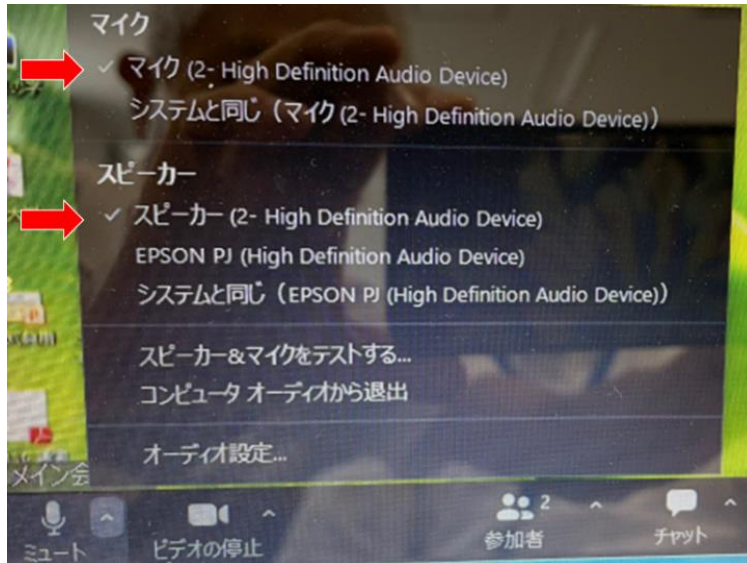 マイク
マイク (2- High Definition Audio Device)
システムと同じ (マイク (2- High Definition Audio Device))
スピーカー
スピーカー (2- High Definition Audio Device)
EPSON PJ (High Definition Audio Device)
システムと同じ (EPSON PJ (High Definition Audio Device))
スピーカー&マイクをテストする...
コンピュータ オーディオから退出
オーディオ設定...
メイン会
2
ミュート
ビデオの停止
参加者
チャット